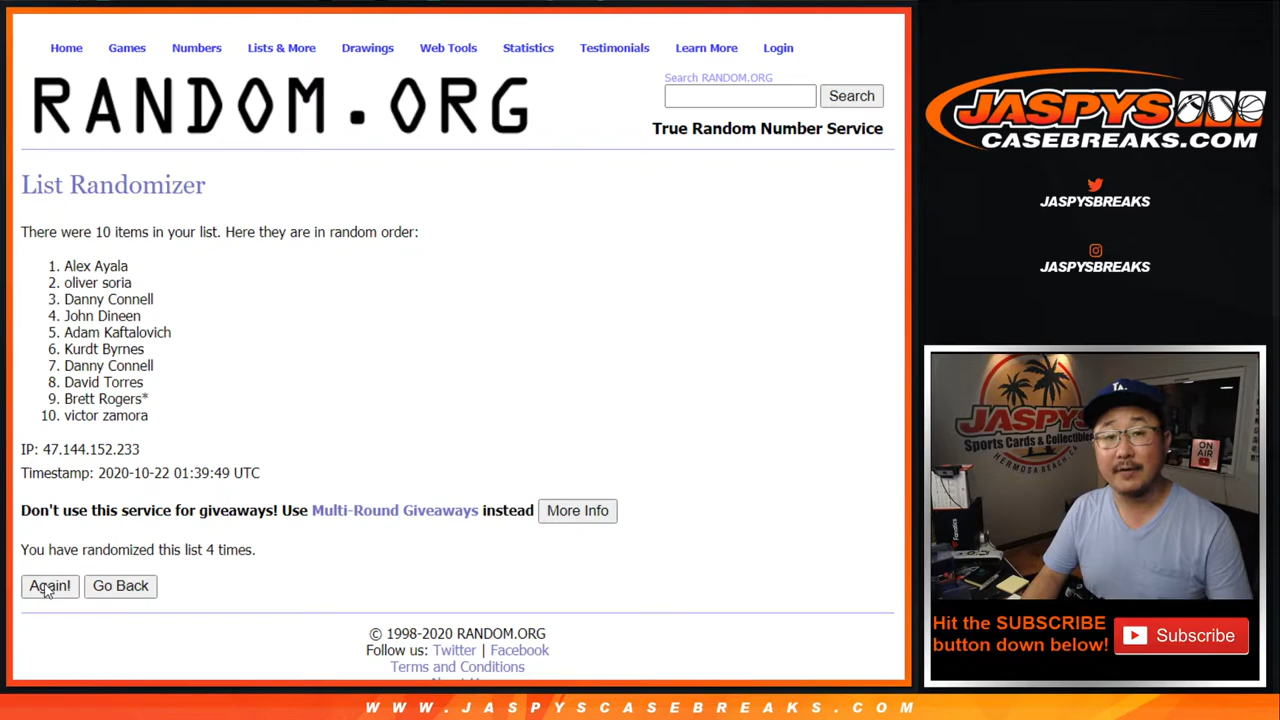 Home Games Numbers Lists & More Drawings Web Tools Statistics Testimonials Learn More Login
RANDOM.ORG
Search RANDOM.ORG
Search
True Random Number Service
List Randomizer
There were 10 items in your list. Here they are in random order:
1. Alex Ayala
2. oliver soria
3. Danny Connell
4. John Dineen
5. Adam Kaftalovich
6. Kurdt Byrnes
7. Danny Connell
8. David Torres
9. Brett Rogers*
10. victor zamora
IP: 47.144.152.233
Timestamp: 2020-10-22 01:39:49 UTC
Don't use this service for giveaways! Use Multi-Round Giveaways instead More Info
You have randomized this list 4 times.
Again! Go Back
© 1998-2020 RANDOM.ORG
Follow us: Twitter | Facebook
Terms and Conditions
JASPYS
CASEBREAKS.COM
JASPYSBREAKS
JASPYSBREAKS
JASPYS
Sports Cards & Collectibles
HERMOSA BEACH, CA
ON
AIR
Fanatics
LA
Hit the SUBSCRIBE
button down below!
Subscribe
WWW.JASPYSCASEBREAKS.COM